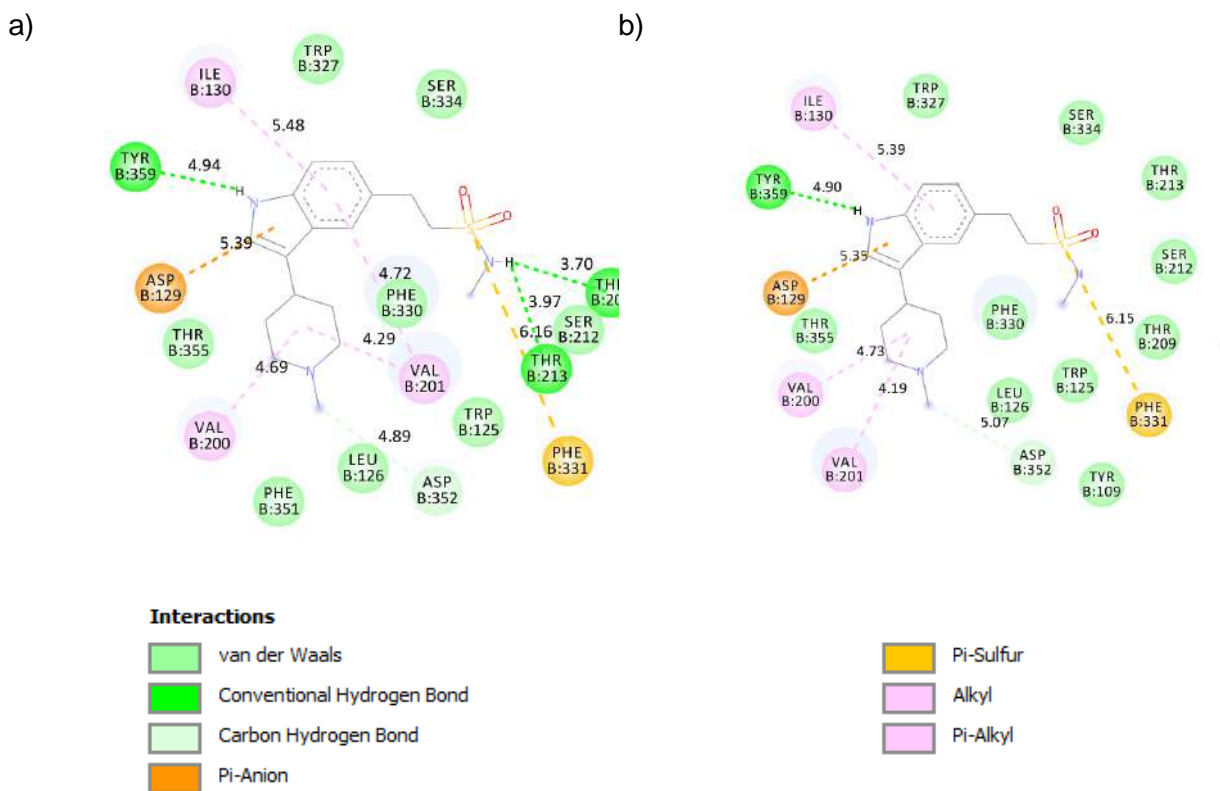 a)
TRP
B:327
ILE
B:130
SER
B:334
5.48
TYR
B:359
4.94
H
N
O
O
S
N
H
5.39
3.70
4.72
ASP
B:129
PHE
B:330
3.97
SER
B:212
THR
B:355
4.29
6.16
THR
B:213
4.69
N
VAL
B:201
VAL
B:200
TRP
B:125
4.89
LEU
B:126
PHE
B:331
ASP
B:352
PHE
B:351
b)
ILE
B:130
TRP
B:327
SER
B:334
5.39
THR
B:213
TYR
B:359
4.90
H
N
O
O
S
N
SER
B:212
5.35
ASP
B:129
THR
B:355
PHE
B:330
6.15
THR
B:209
4.73
VAL
B:200
4.19
N
TRP
B:125
LEU
B:126
PHE
B:331
5.07
VAL
B:201
ASP
B:352
TYR
B:109
Interactions
van der Waals
Conventional Hydrogen Bond
Carbon Hydrogen Bond
Pi-Anion
Pi-Sulfur
Alkyl
Pi-Alkyl